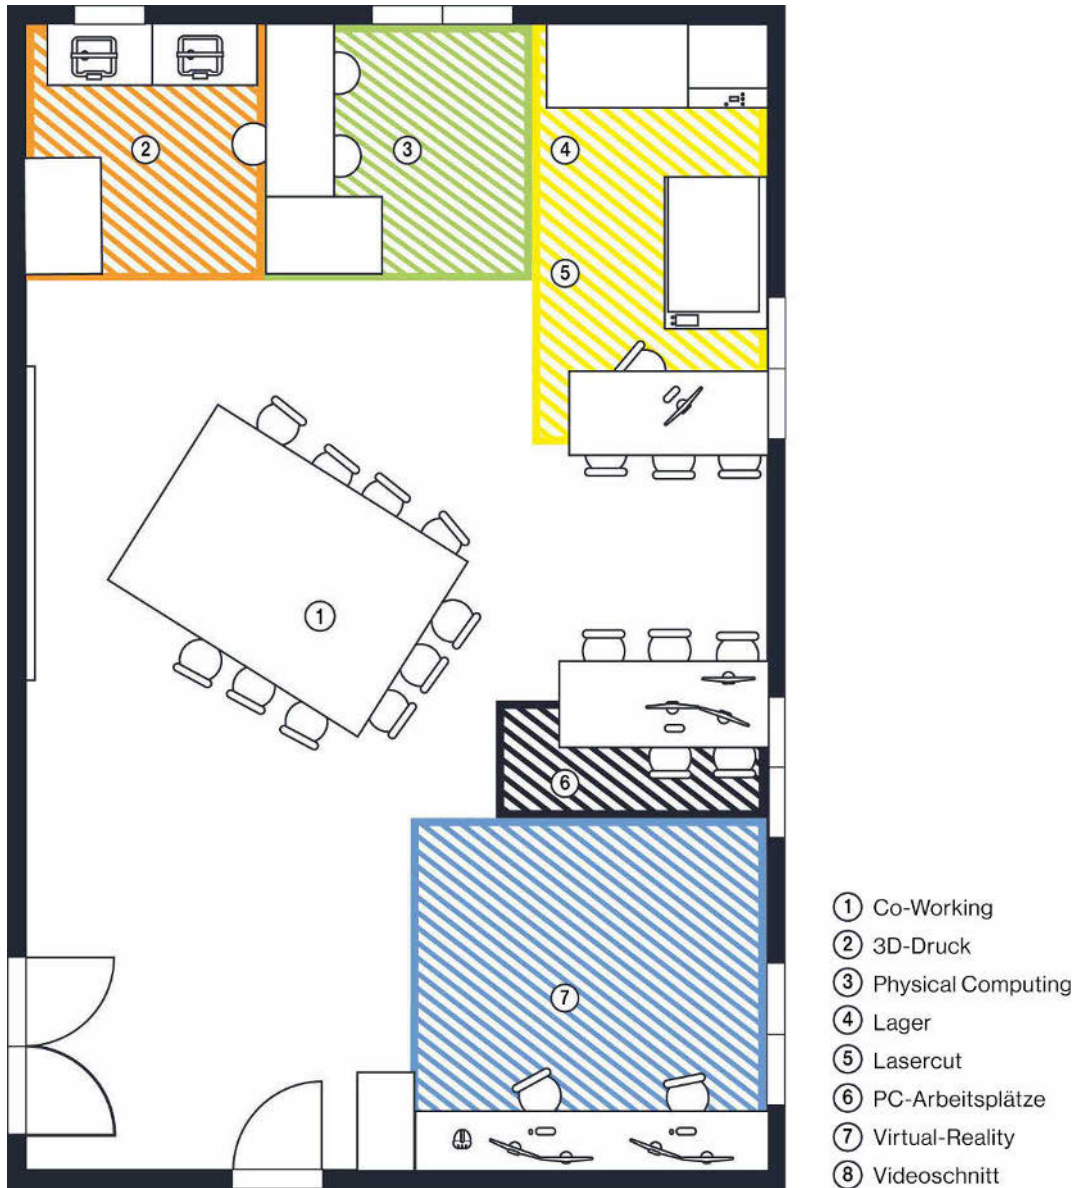 2
3
4
5
1
6
7
1 Co-Working
2 3D-Druck
3 Physical Computing
4 Lager
5 Lasercut
6 PC-Arbeitsplätze
7 Virtual-Reality
8 Videoschnitt